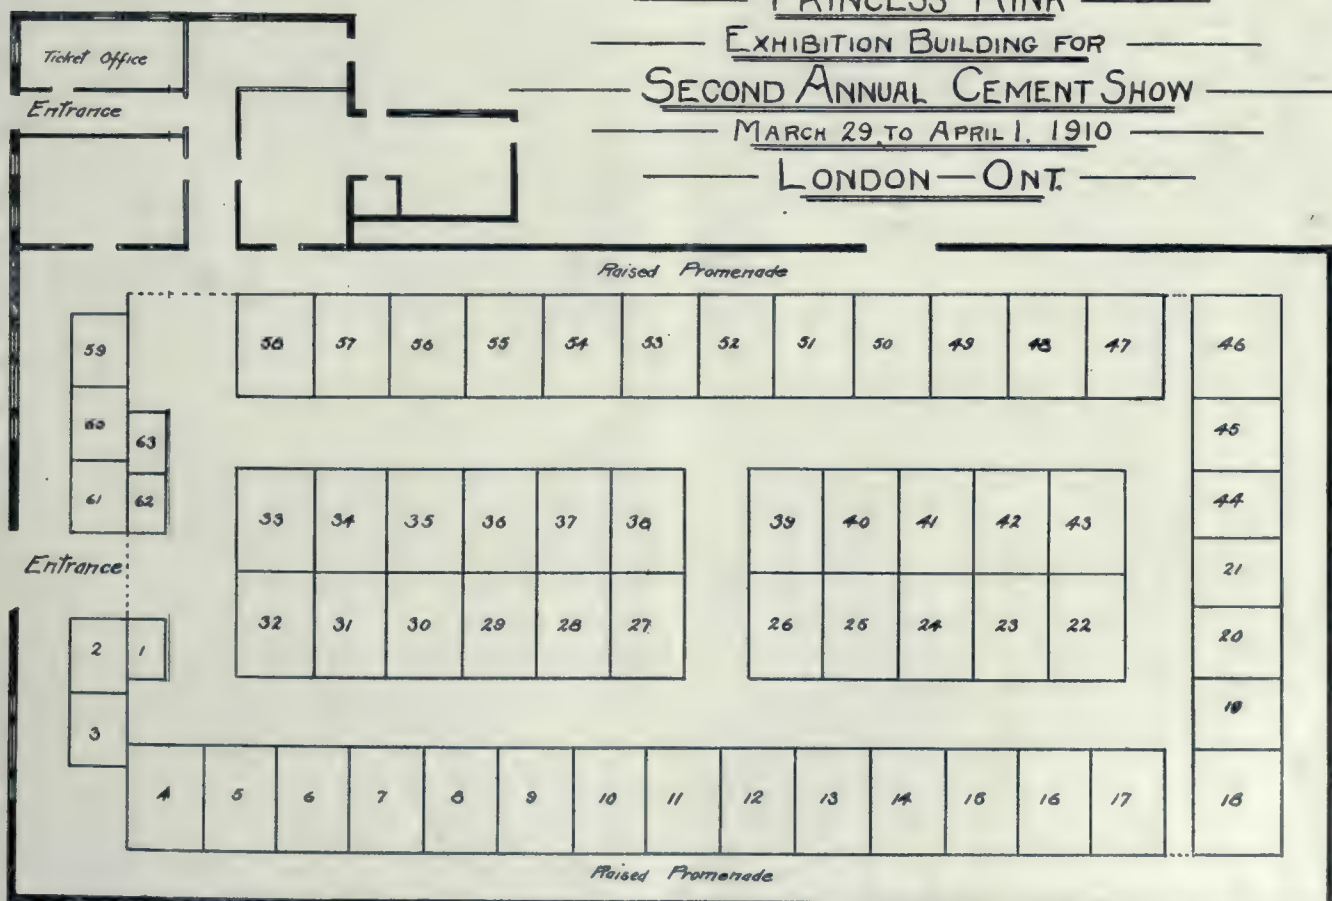 PRINCESS RINK
EXHIBITION BUILDING FOR
SECOND ANNUAL CEMENT SHOW
MARCH 29, TO APRIL 1. 1910
LONDON—ONT.
Ticket Office
Entrance
Raised Promenade
58 57 56 55 54 53 52 51 50 49 48 47 46
59
60
63
61
62
45
44
33 34 35 36 37 38 39 40 41 42 43
Entrance
21
32 31 30 29 28 27 26 25 24 23 22
20
2 1
19
3
4 5 6 7 8 9 10 11 12 13 14 15 16 17 18
Raised Promenade